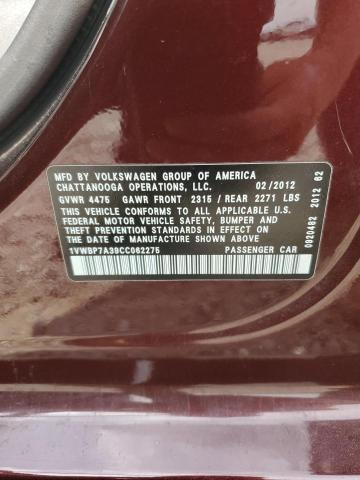 MFD BY VOLKSWAGEN GROUP OF AMERICA
CHATTANOOGA OPERATIONS, LLC. 02/2012
GVWR 4475 GAWR FRONT 2315 / REAR 2271 LBS
THIS VEHICLE CONFORMS TO ALL APPLICABLE
FEDERAL MOTOR VEHICLE SAFETY, BUMPER AND
THEFT PREVENTION STANDARDS IN EFFECT ON
THE DATE OF MANUFACTURE SHOWN ABOVE.
1VWBP7A39CC062275 PASSENGER CAR
0920482 2012 62